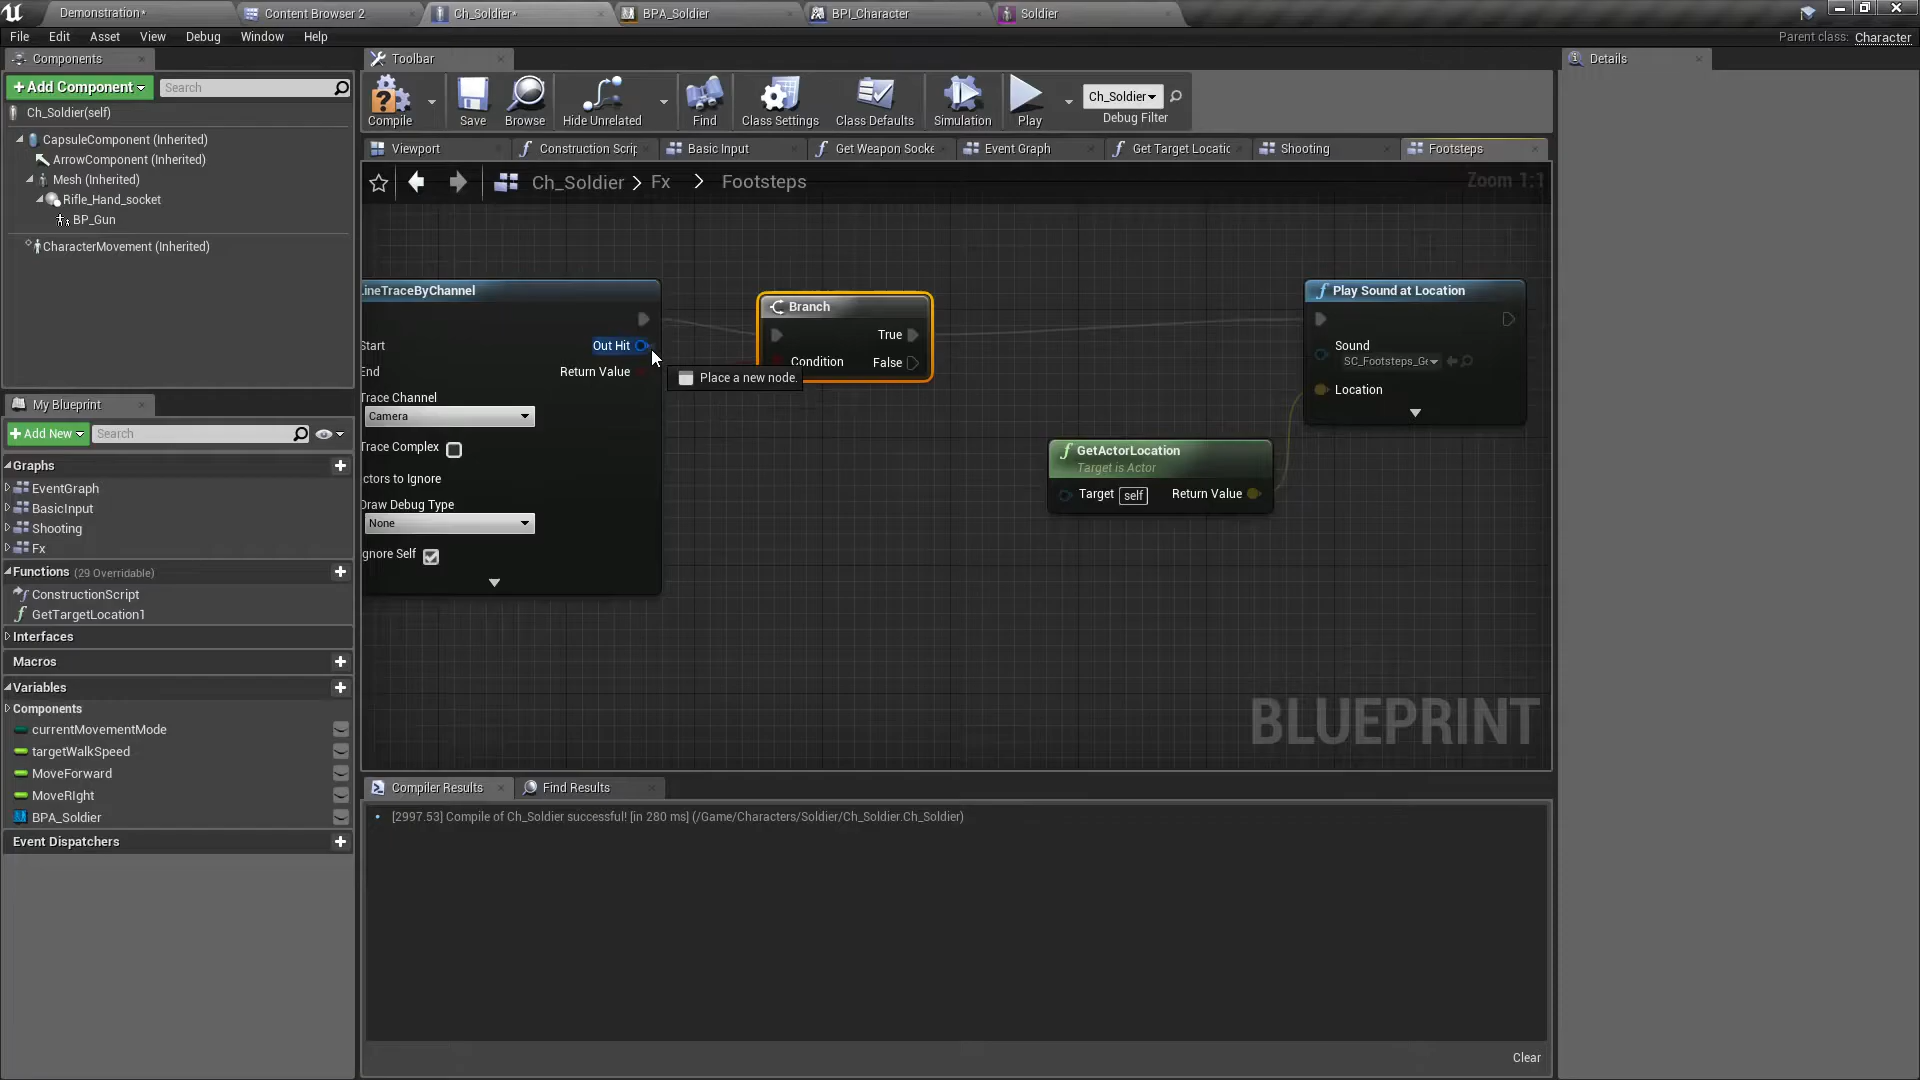 Demonstration*
Content Browser 2
Ch_Soldier*
BPA_Soldier
BPI_Character
Soldier
File
Edit
Asset
View
Debug
Window
Help
Parent class: Character
Components
+Add Component
Search
Ch_Soldier(self)
CapsuleComponent (Inherited)
ArrowComponent (Inherited)
Mesh (Inherited)
Rifle_Hand_socket
BP_Gun
CharacterMovement (Inherited)
My Blueprint
+Add New
Search
Graphs
EventGraph
BasicInput
Shooting
Fx
Functions (29 Overridable)
ConstructionScript
GetTargetLocation1
Interfaces
Macros
Variables
Components
currentMovementMode
targetWalkSpeed
MoveForward
MoveRIght
BPA_Soldier
Event Dispatchers
Toolbar
Compile
Save
Browse
Hide Unrelated
Find
Class Settings
Class Defaults
Simulation
Play
Ch_Soldier
Debug Filter
Viewport
Construction Scrip
Basic Input
Get Weapon Socke
Event Graph
Get Target Locatic
Shooting
Footsteps
Ch_Soldier > Fx > Footsteps
Zoom 1:1
LineTraceByChannel
Start
Out Hit
End
Return Value
Trace Channel
Camera
Trace Complex
ctors to Ignore
Draw Debug Type
None
gnore Self
Place a new node.
Branch
True
Condition
False
GetActorLocation
Target is Actor
Target self
Return Value
Play Sound at Location
Sound
SC_Footsteps_Ge
Location
BLUEPRINT
Compiler Results
Find Results
[2997.53] Compile of Ch_Soldier successful! [in 280 ms] (/Game/Characters/Soldier/Ch_Soldier.Ch_Soldier)
Clear
Details